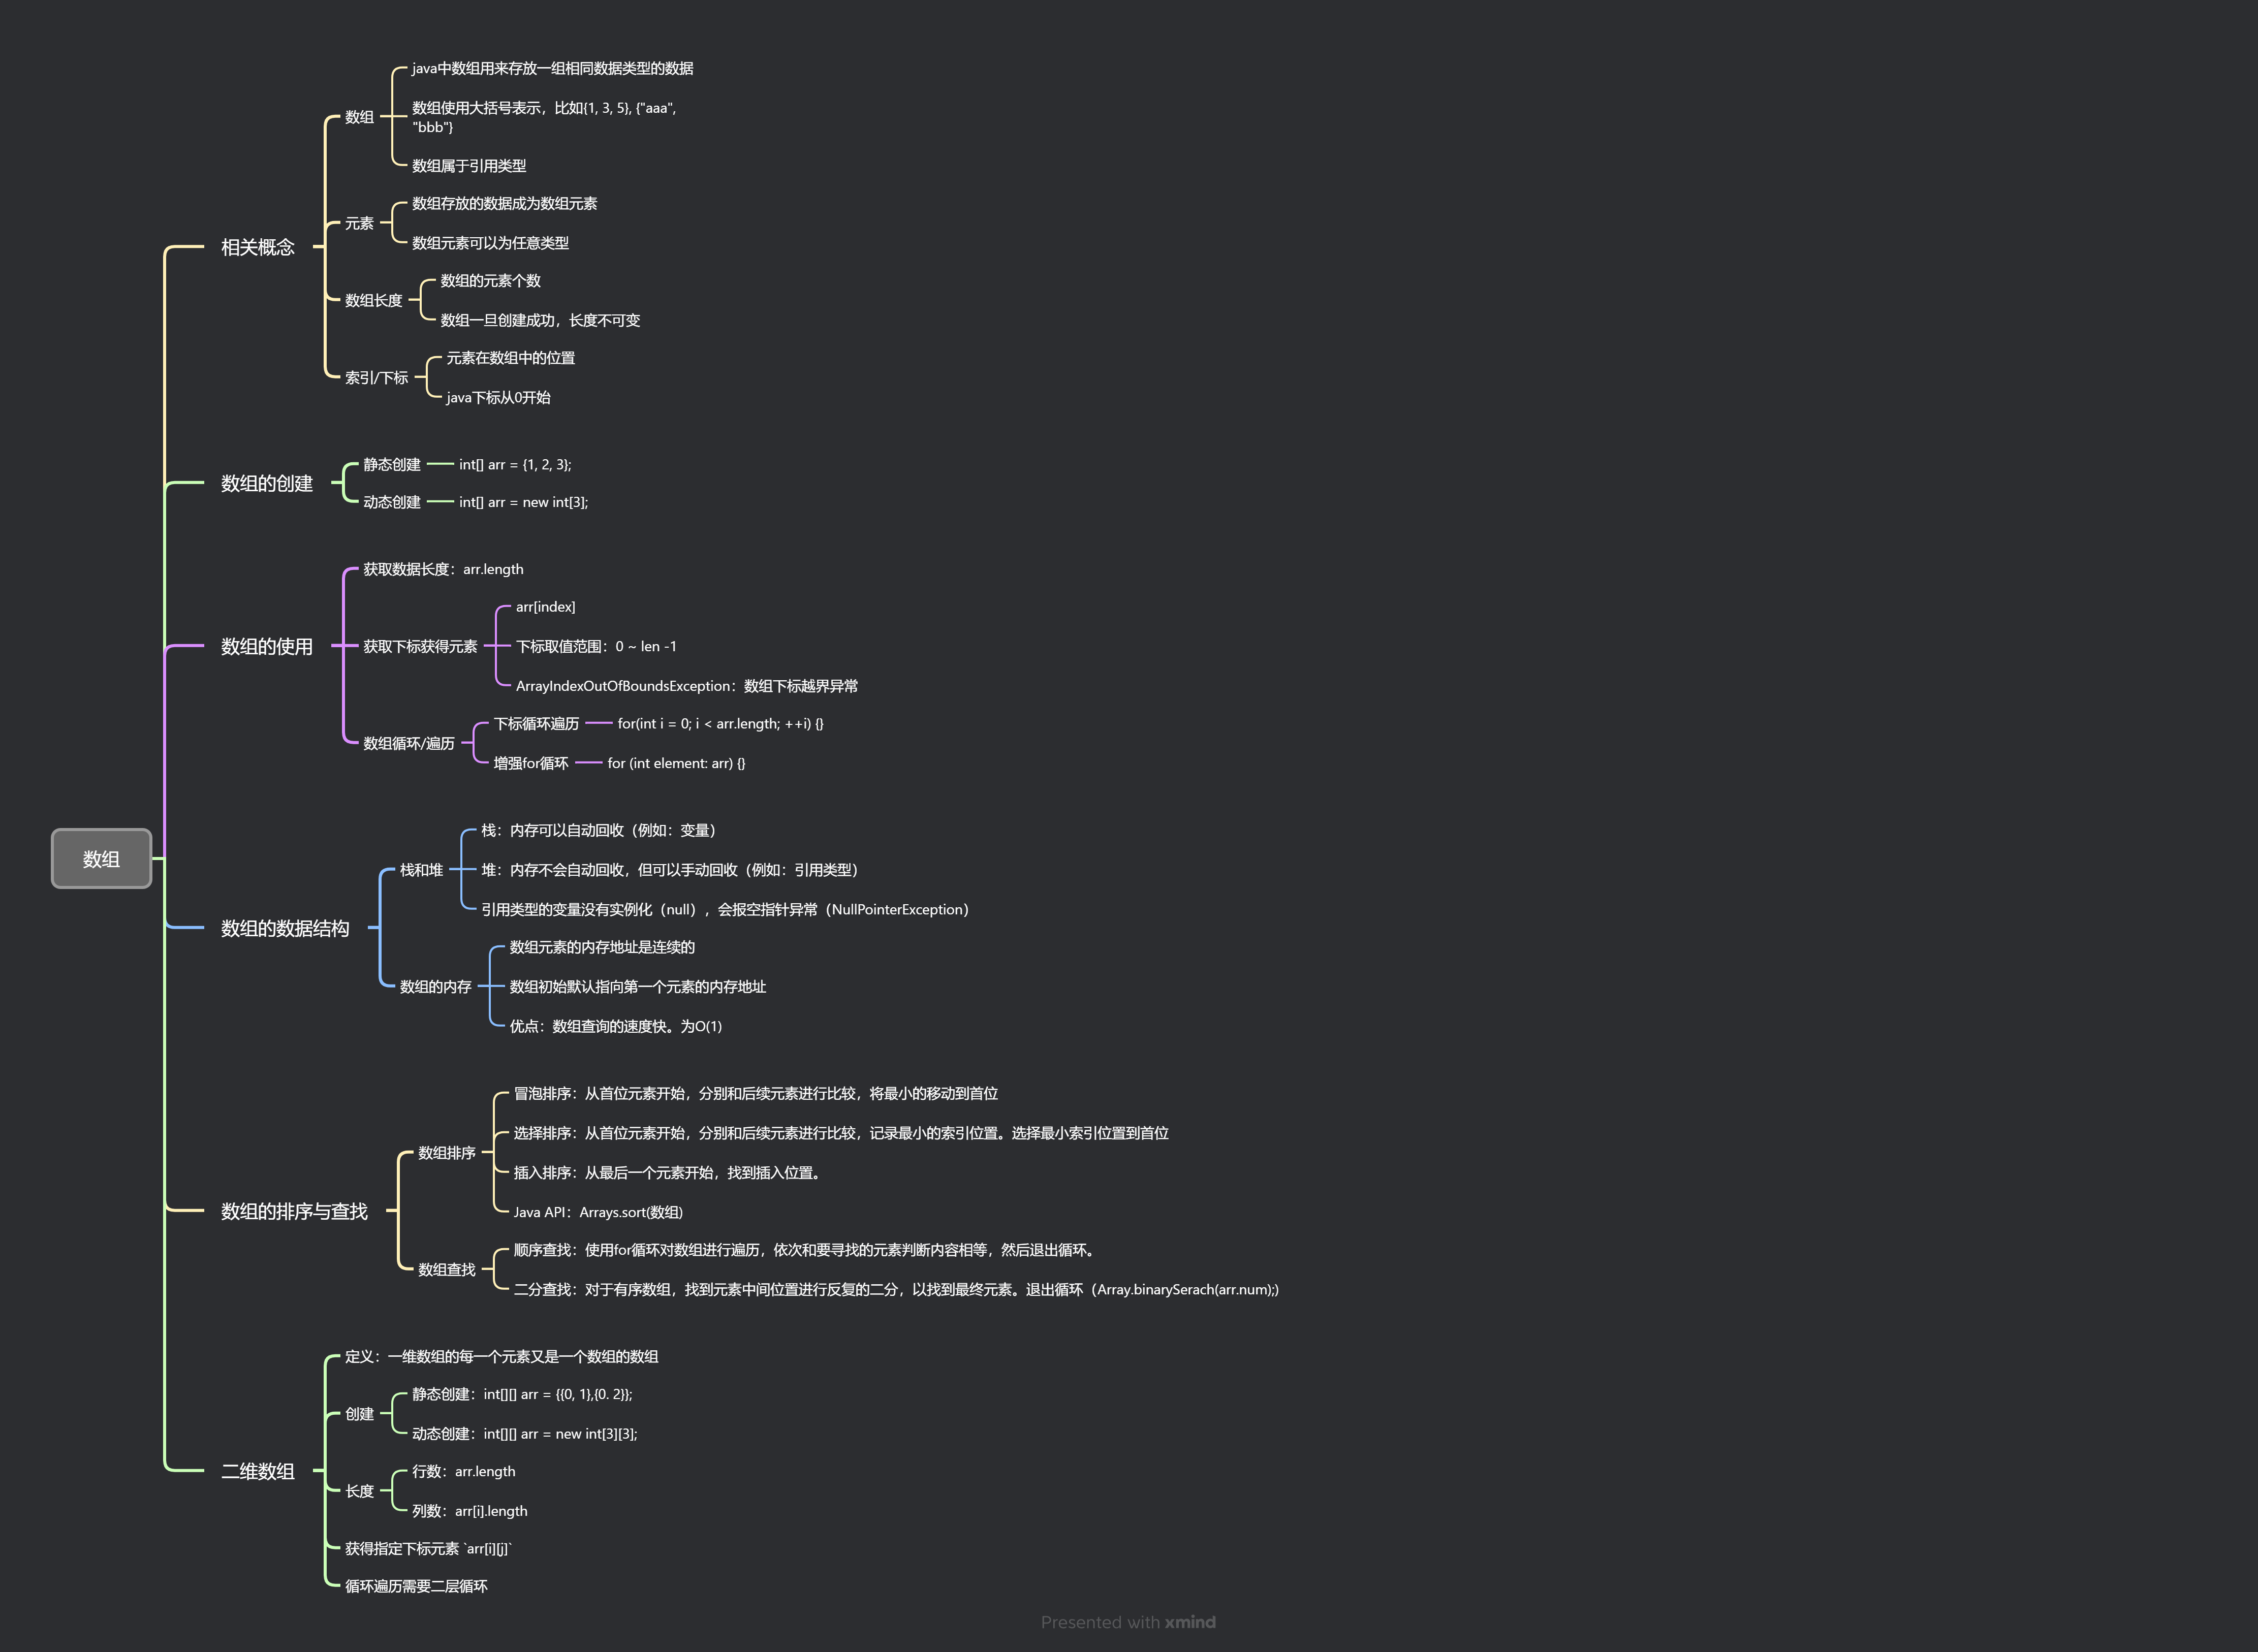 数组
相关概念
数组
java中数组用来存放一组相同数据类型的数据
数组使用大括号表示，比如{1, 3, 5}, {"aaa",
"bbb"}
数组属于引用类型
元素
数组存放的数据成为数组元素
数组元素可以为任意类型
数组长度
数组的元素个数
数组一旦创建成功，长度不可变
索引/下标
元素在数组中的位置
java下标从0开始
数组的创建
静态创建
int[] arr = {1, 2, 3};
动态创建
int[] arr = new int[3];
数组的使用
获取数据长度：arr.length
获取下标获得元素
arr[index]
下标取值范围：0 ~ len -1
ArrayIndexOutOfBoundsException：数组下标越界异常
数组循环/遍历
下标循环遍历
for(int i = 0; i < arr.length; ++i) {}
增强for循环
for (int element: arr) {}
数组的数据结构
栈和堆
栈：内存可以自动回收（例如：变量）
堆：内存不会自动回收，但可以手动回收（例如：引用类型）
引用类型的变量没有实例化（null），会报空指针异常（NullPointerException）
数组的内存
数组元素的内存地址是连续的
数组初始默认指向第一个元素的内存地址
优点：数组查询的速度快。为O(1)
数组的排序与查找
数组排序
冒泡排序：从首位元素开始，分别和后续元素进行比较，将最小的移动到首位
选择排序：从首位元素开始，分别和后续元素进行比较，记录最小的索引位置。选择最小索引位置到首位
插入排序：从最后一个元素开始，找到插入位置。
Java API：Arrays.sort(数组)
数组查找
顺序查找：使用for循环对数组进行遍历，依次和要寻找的元素判断内容相等，然后退出循环。
二分查找：对于有序数组，找到元素中间位置进行反复的二分，以找到最终元素。退出循环（Array.binarySerach(arr.num);)
二维数组
定义：一维数组的每一个元素又是一个数组的数组
创建
静态创建：int[][] arr = {{0, 1},{0. 2}};
动态创建：int[][] arr = new int[3][3];
长度
行数：arr.length
列数：arr[i].length
获得指定下标元素 `arr[i][j]`
循环遍历需要二层循环
Presented with xmind